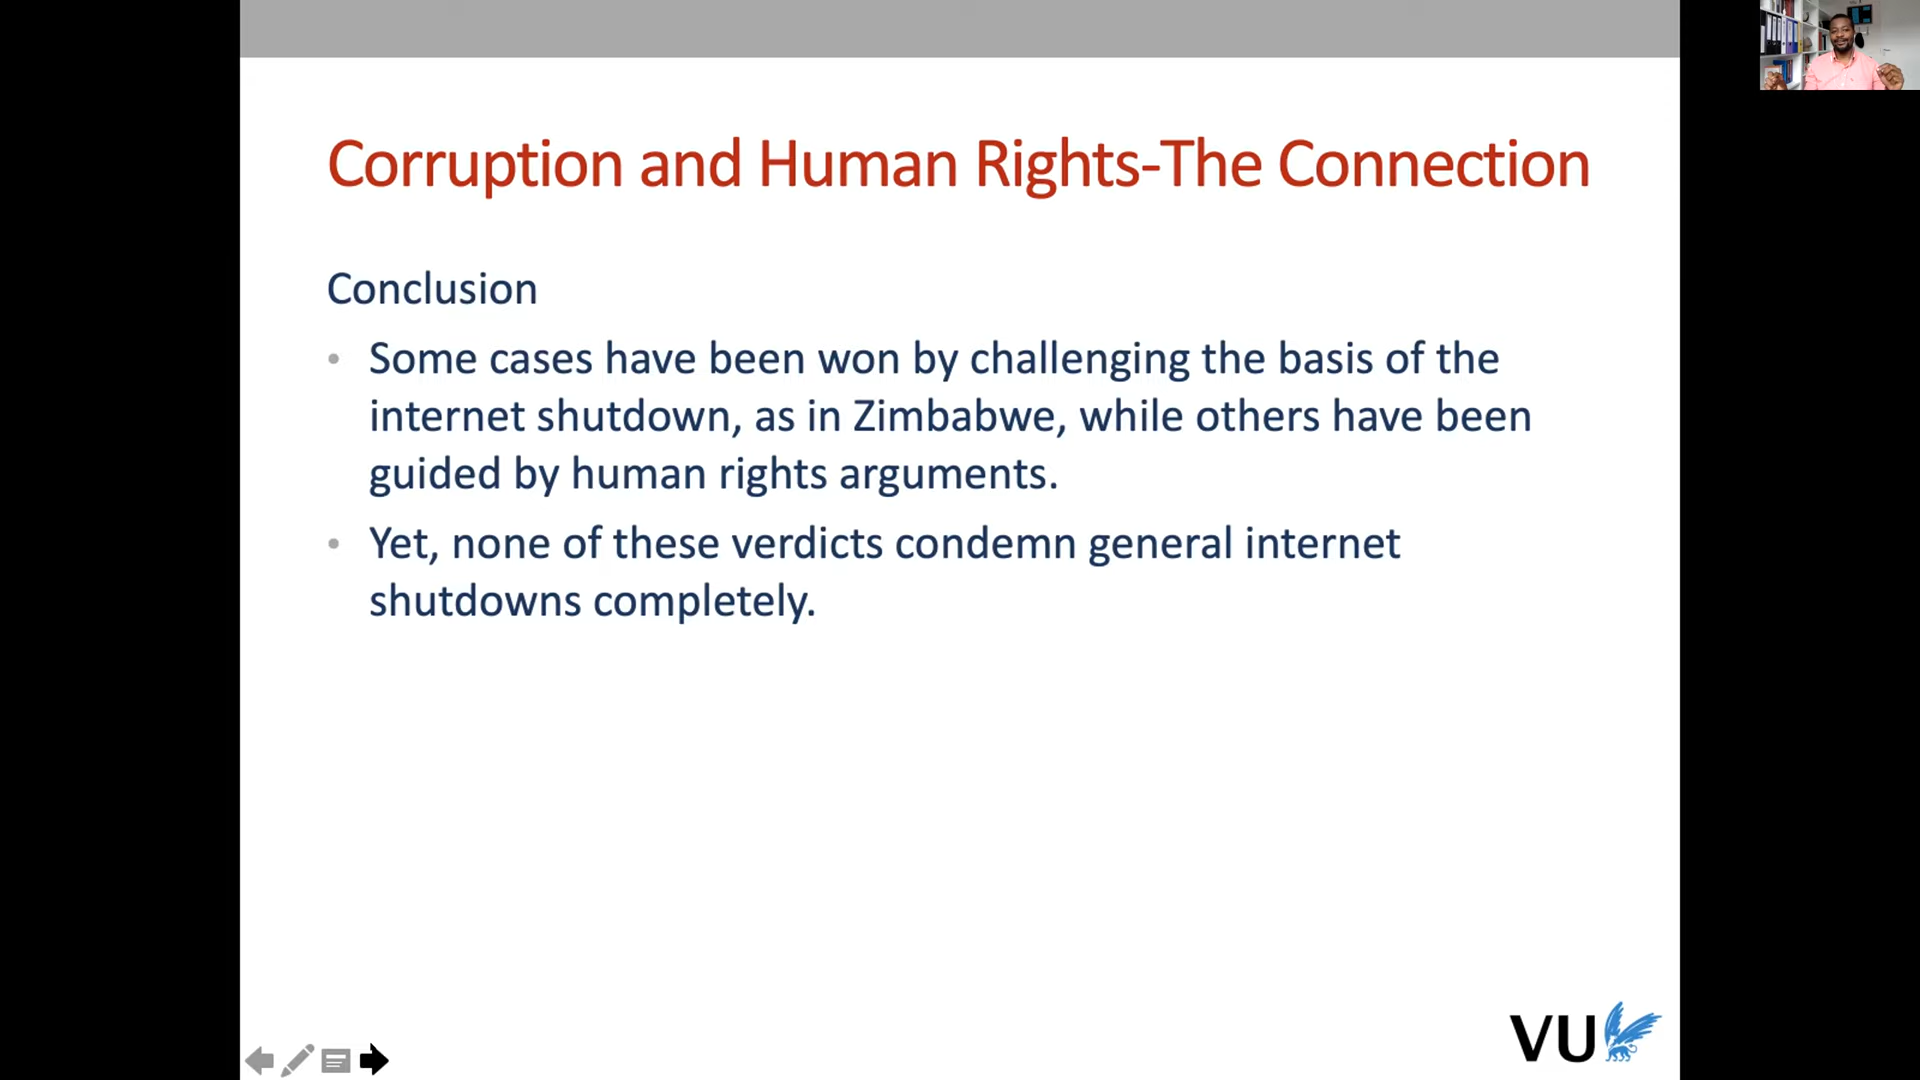 Corruption and Human Rights-The Connection
Conclusion
• Some cases have been won by challenging the basis of the
internet shutdown, as in Zimbabwe, while others have been
guided by human rights arguments.
• Yet, none of these verdicts condemn general internet
shutdowns completely.
VU